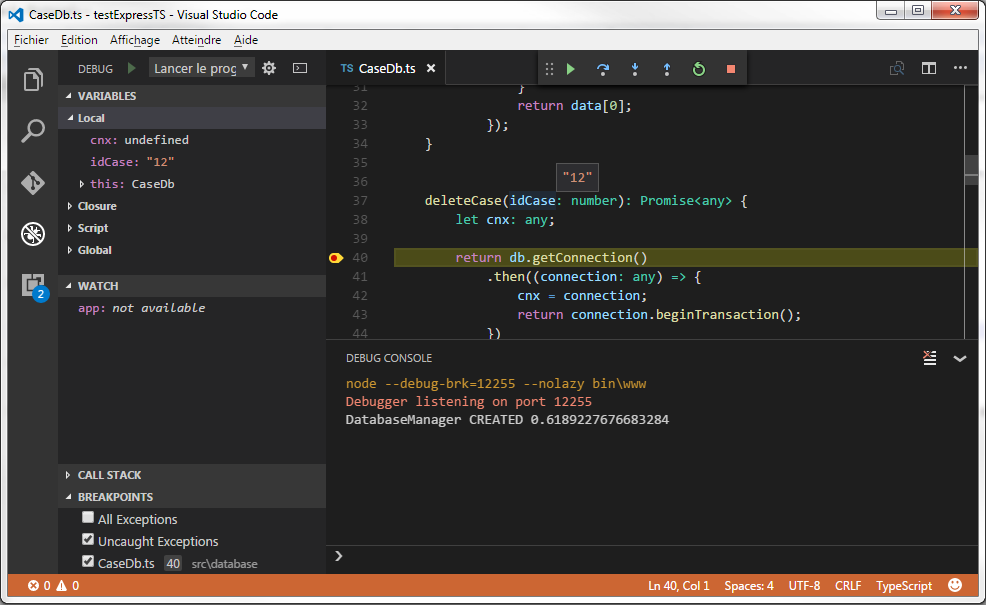 CaseDb.ts - testExpressTS - Visual Studio Code
Fichier Edition Affichage Atteindre Aide
DEBUG Lancer le prog
VARIABLES
Local
cnx: undefined
idCase: "12"
this: CaseDb
Closure
Script
Global
WATCH
app: not available
CALL STACK
BREAKPOINTS
All Exceptions
Uncaught Exceptions
CaseDb.ts 40 src\database
2
TS CaseDb.ts
31 }
32 return data[0];
33 });
34 }
35
36
"12"
37 deleteCase(idCase: number): Promise<any> {
38 let cnx: any;
39
40 return db.getConnection()
41 .then((connection: any) => {
42 cnx = connection;
43 return connection.beginTransaction();
44 })
DEBUG CONSOLE
node --debug-brk=12255 --nolazy bin\www
Debugger listening on port 12255
DatabaseManager CREATED 0.6189227676683284
0 0 Ln 40, Col 1 Spaces: 4 UTF-8 CRLF TypeScript